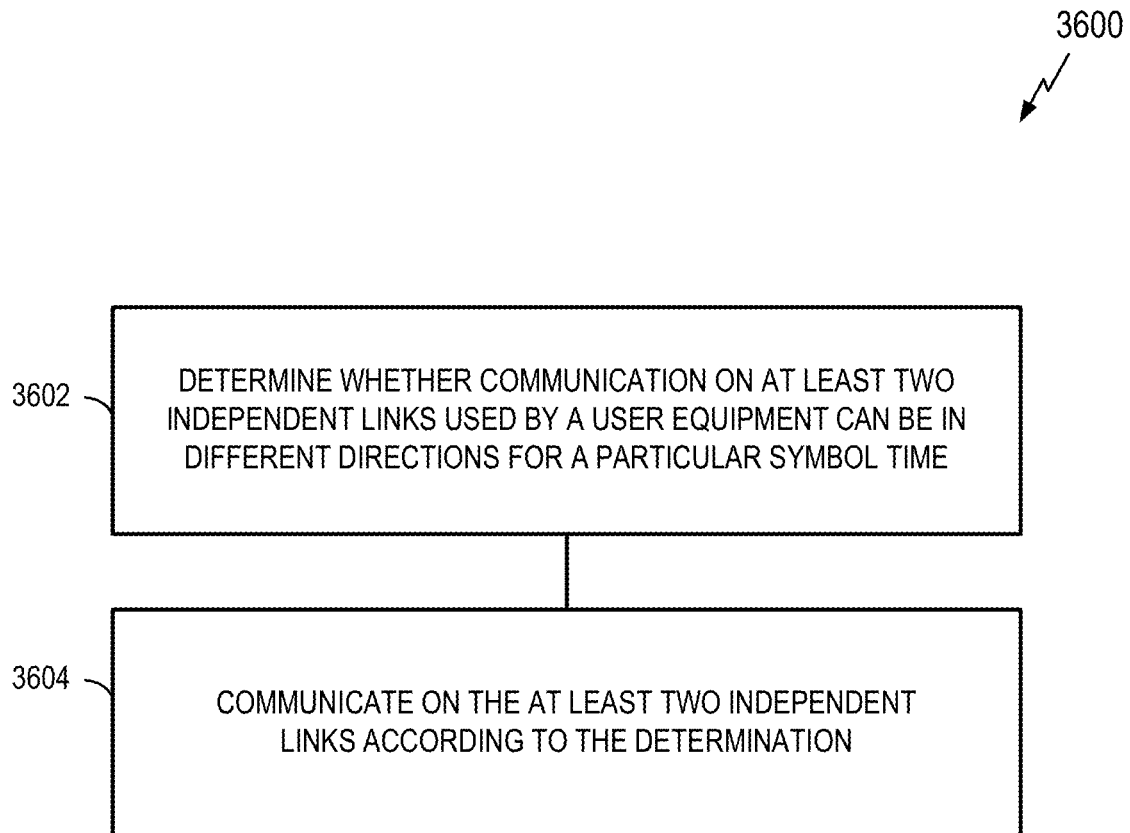 3600
3602
DETERMINE WHETHER COMMUNICATION ON AT LEAST TWO
INDEPENDENT LINKS USED BY A USER EQUIPMENT CAN BE IN
DIFFERENT DIRECTIONS FOR A PARTICULAR SYMBOL TIME
3604
COMMUNICATE ON THE AT LEAST TWO INDEPENDENT
LINKS ACCORDING TO THE DETERMINATION